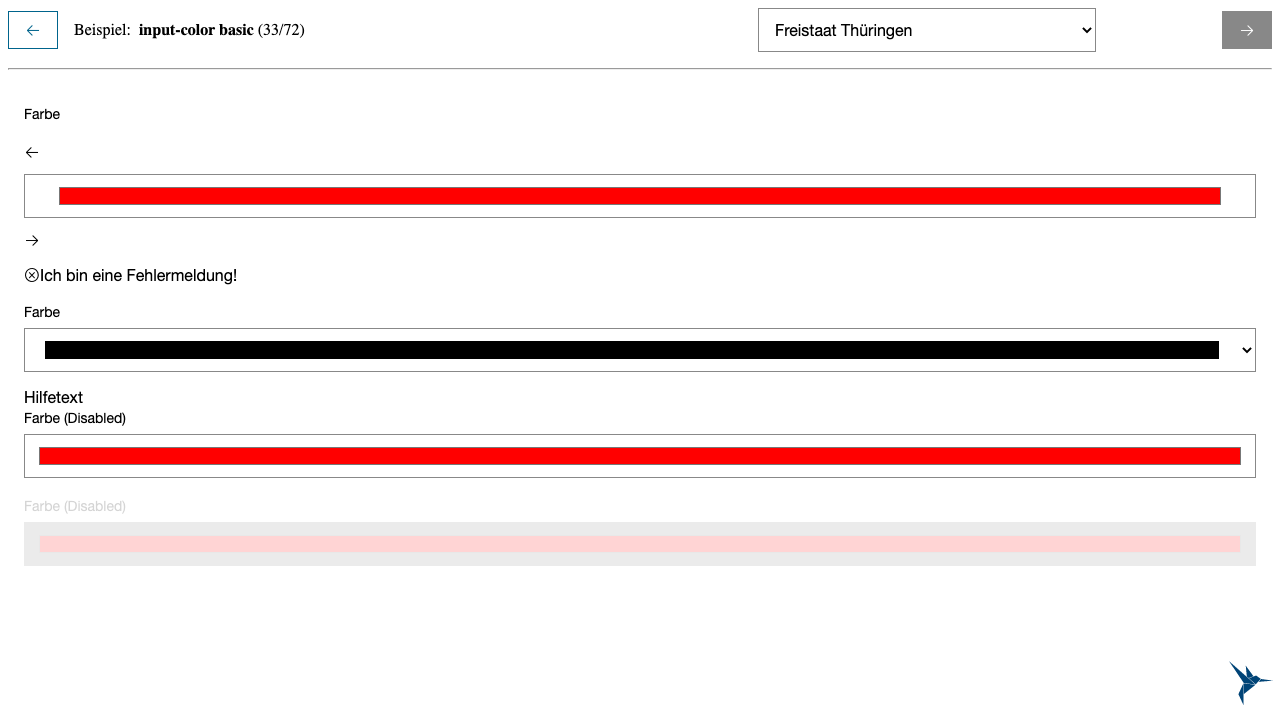 Beispiel: input-color basic (33/72)
Freistaat Thüringen
Farbe
Ich bin eine Fehlermeldung!
Farbe
Hilfetext
Farbe (Disabled)
Farbe (Disabled)